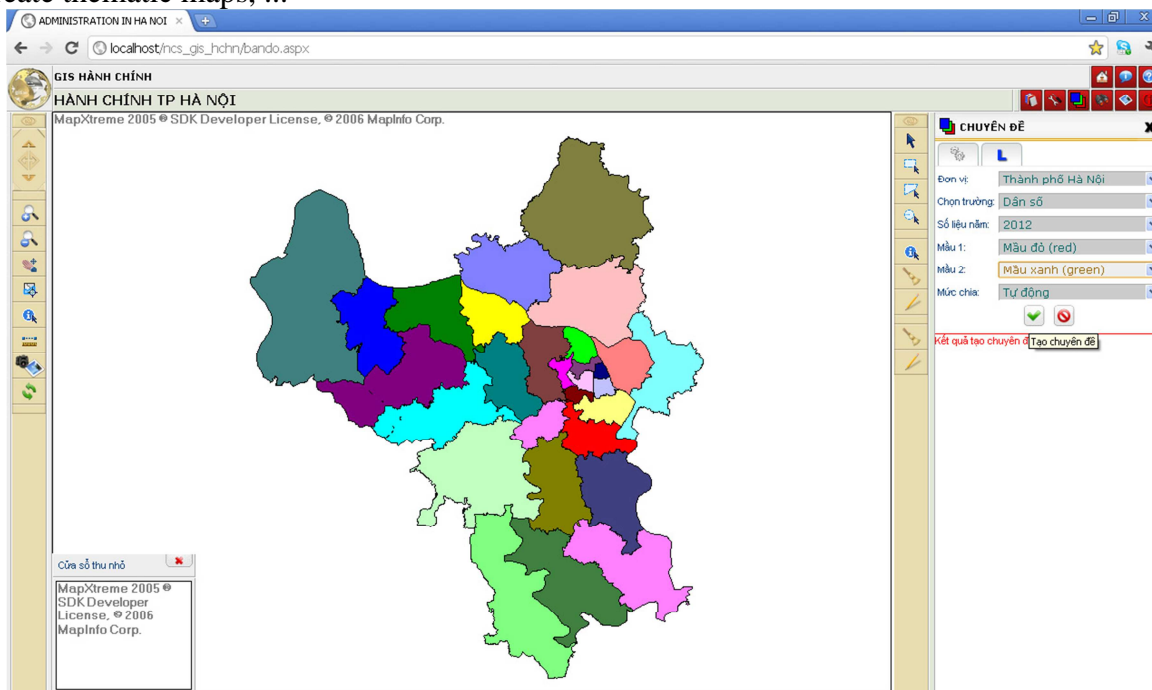 eate thematic maps, ...
ADMINISTRATION IN HA NOI
localhost/ncs_gis_hchn/bando.aspx
GIS HÀNH CHÍNH
HÀNH CHÍNH TP HÀ NỘI
MapXtreme 2005 ® SDK Developer License, © 2006 MapInfo Corp.
CHUYÊN ĐỀ
Đơn vị: Thành phố Hà Nội
Chọn trường: Dân số
Số liệu năm: 2012
Mầu 1: Mầu đỏ (red)
Mầu 2: Mầu xanh (green)
Mức chia: Tự động
Kết quả tạo chuyên đ
Tạo chuyên đề
Cửa sổ thu nhỏ
MapXtreme 2005 ®
SDK Developer
License, © 2006
MapInfo Corp.